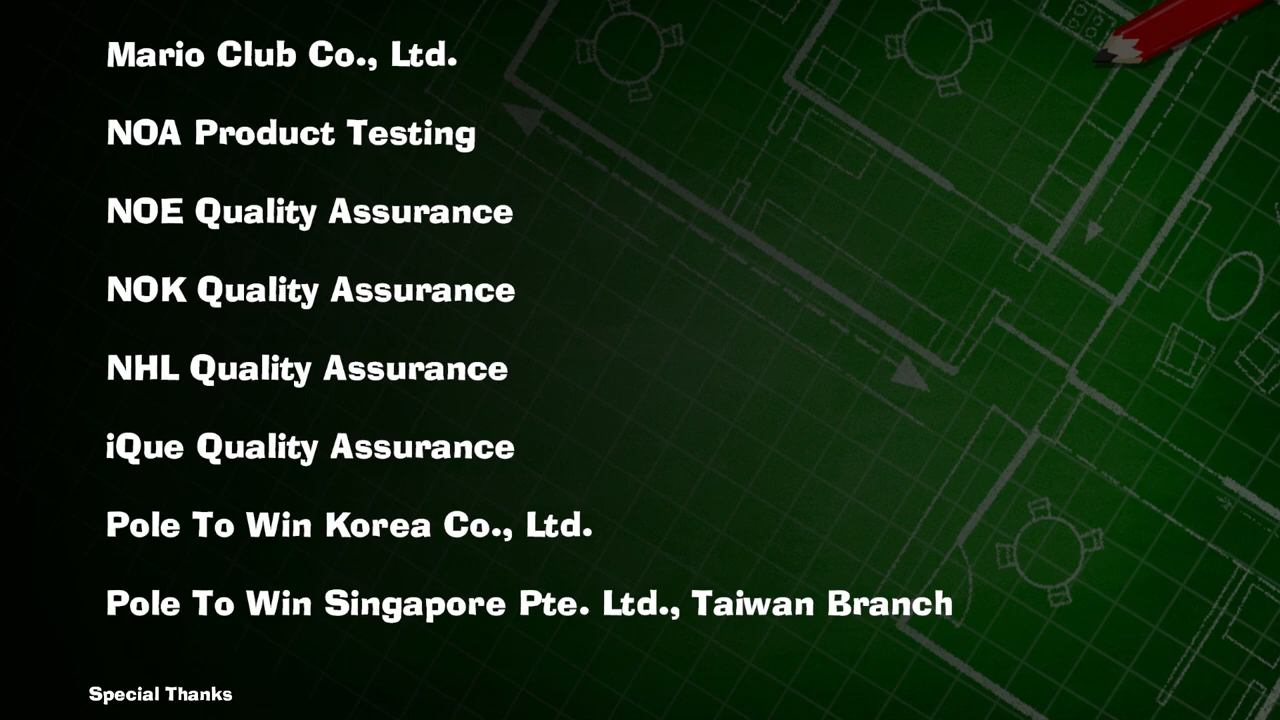 Mario Club Co., Ltd.
NOA Product Testing
NOE Quality Assurance
NOK Quality Assurance
NHL Quality Assurance
iQue Quality Assurance
Pole To Win Korea Co., Ltd.
Pole To Win Singapore Pte. Ltd., Taiwan Branch
Special Thanks